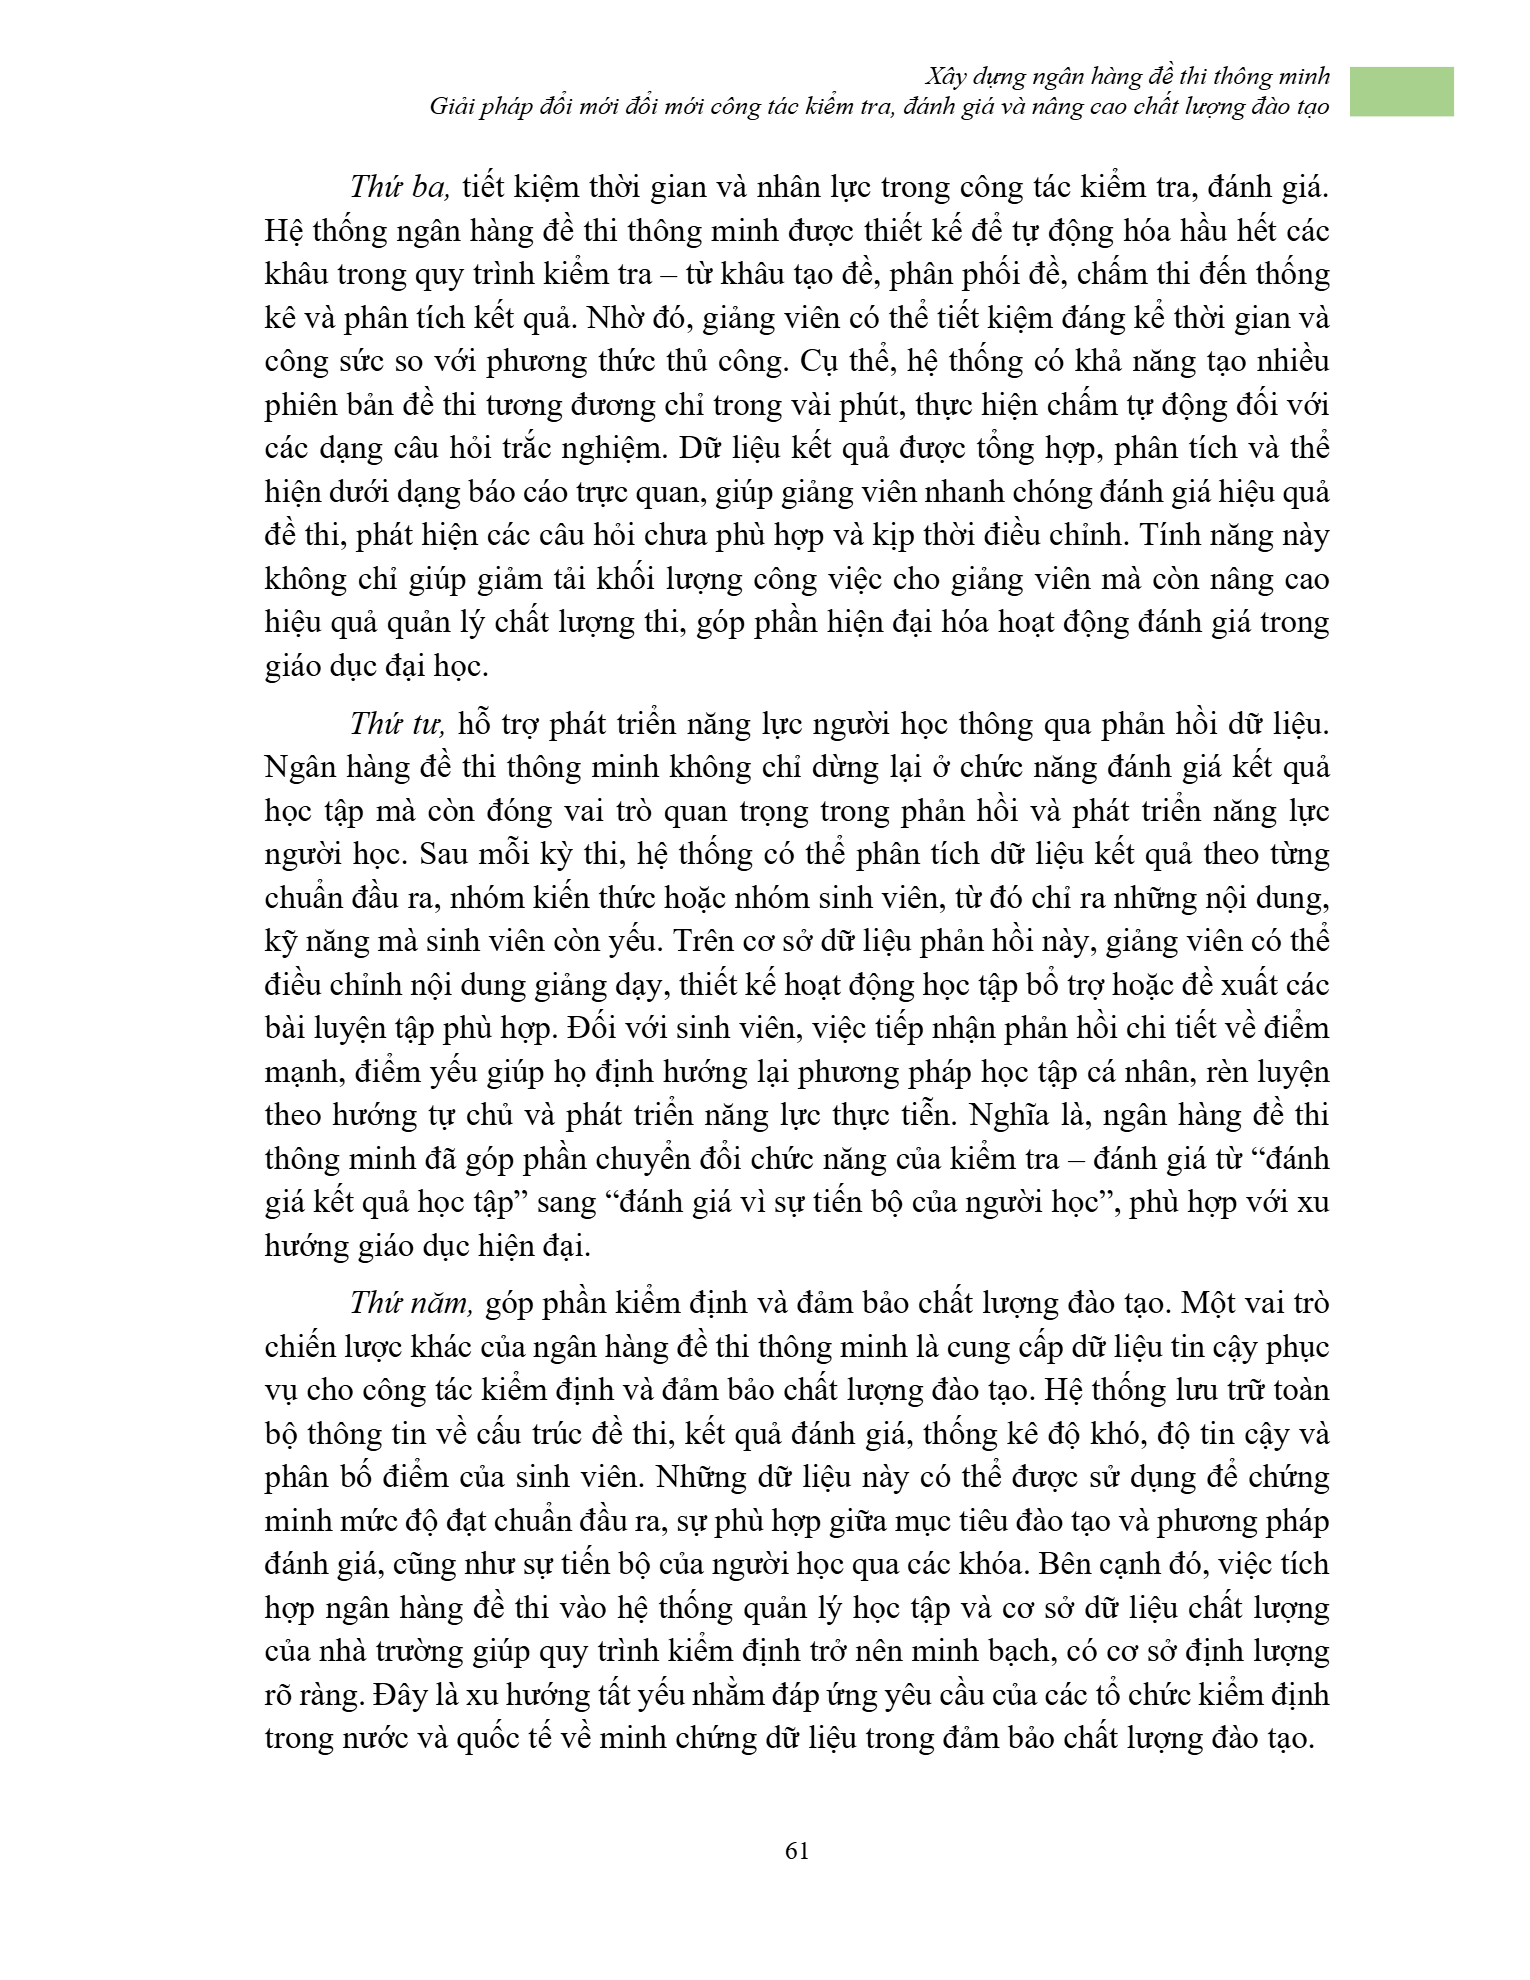 Xây dựng ngân hàng đề thi thông minh
Giải pháp đổi mới đổi mới công tác kiểm tra, đánh giá và nâng cao chất lượng đào tạo
Thứ ba, tiết kiệm thời gian và nhân lực trong công tác kiểm tra, đánh giá.
Hệ thống ngân hàng đề thi thông minh được thiết kế để tự động hóa hầu hết các
khâu trong quy trình kiểm tra – từ khâu tạo đề, phân phối đề, chấm thi đến thống
kê và phân tích kết quả. Nhờ đó, giảng viên có thể tiết kiệm đáng kể thời gian và
công sức so với phương thức thủ công. Cụ thể, hệ thống có khả năng tạo nhiều
phiên bản đề thi tương đương chỉ trong vài phút, thực hiện chấm tự động đối với
các dạng câu hỏi trắc nghiệm. Dữ liệu kết quả được tổng hợp, phân tích và thể
hiện dưới dạng báo cáo trực quan, giúp giảng viên nhanh chóng đánh giá hiệu quả
đề thi, phát hiện các câu hỏi chưa phù hợp và kịp thời điều chỉnh. Tính năng này
không chỉ giúp giảm tải khối lượng công việc cho giảng viên mà còn nâng cao
hiệu quả quản lý chất lượng thi, góp phần hiện đại hóa hoạt động đánh giá trong
giáo dục đại học.
Thứ tư, hỗ trợ phát triển năng lực người học thông qua phản hồi dữ liệu.
Ngân hàng đề thi thông minh không chỉ dừng lại ở chức năng đánh giá kết quả
học tập mà còn đóng vai trò quan trọng trong phản hồi và phát triển năng lực
người học. Sau mỗi kỳ thi, hệ thống có thể phân tích dữ liệu kết quả theo từng
chuẩn đầu ra, nhóm kiến thức hoặc nhóm sinh viên, từ đó chỉ ra những nội dung,
kỹ năng mà sinh viên còn yếu. Trên cơ sở dữ liệu phản hồi này, giảng viên có thể
điều chỉnh nội dung giảng dạy, thiết kế hoạt động học tập bổ trợ hoặc đề xuất các
bài luyện tập phù hợp. Đối với sinh viên, việc tiếp nhận phản hồi chi tiết về điểm
mạnh, điểm yếu giúp họ định hướng lại phương pháp học tập cá nhân, rèn luyện
theo hướng tự chủ và phát triển năng lực thực tiễn. Nghĩa là, ngân hàng đề thi
thông minh đã góp phần chuyển đổi chức năng của kiểm tra – đánh giá từ “đánh
giá kết quả học tập” sang “đánh giá vì sự tiến bộ của người học”, phù hợp với xu
hướng giáo dục hiện đại.
Thứ năm, góp phần kiểm định và đảm bảo chất lượng đào tạo. Một vai trò
chiến lược khác của ngân hàng đề thi thông minh là cung cấp dữ liệu tin cậy phục
vụ cho công tác kiểm định và đảm bảo chất lượng đào tạo. Hệ thống lưu trữ toàn
bộ thông tin về cấu trúc đề thi, kết quả đánh giá, thống kê độ khó, độ tin cậy và
phân bố điểm của sinh viên. Những dữ liệu này có thể được sử dụng để chứng
minh mức độ đạt chuẩn đầu ra, sự phù hợp giữa mục tiêu đào tạo và phương pháp
đánh giá, cũng như sự tiến bộ của người học qua các khóa. Bên cạnh đó, việc tích
hợp ngân hàng đề thi vào hệ thống quản lý học tập và cơ sở dữ liệu chất lượng
của nhà trường giúp quy trình kiểm định trở nên minh bạch, có cơ sở định lượng
rõ ràng. Đây là xu hướng tất yếu nhằm đáp ứng yêu cầu của các tổ chức kiểm định
trong nước và quốc tế về minh chứng dữ liệu trong đảm bảo chất lượng đào tạo.
61